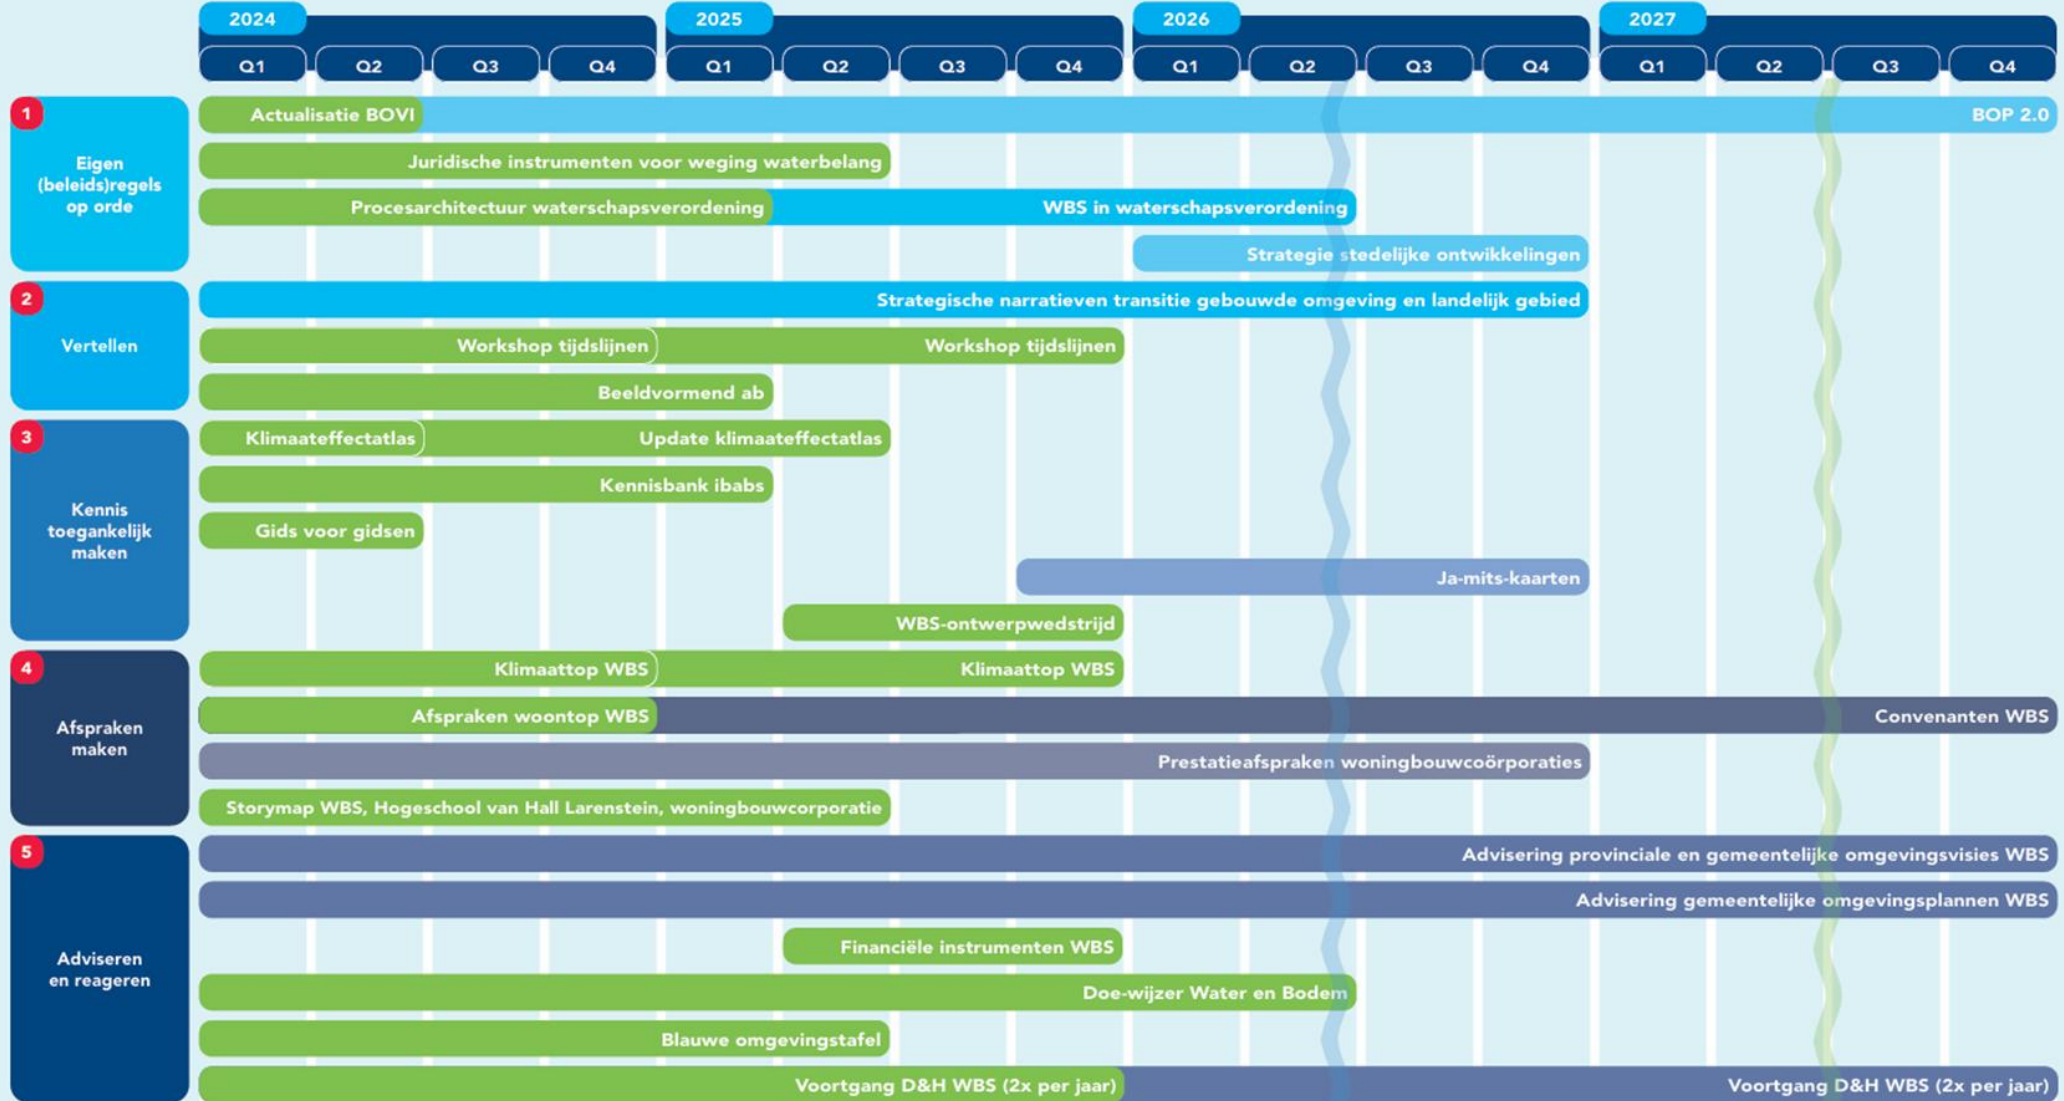 2024
2025
2026
2027
Q1 Q2 Q3 Q4 Q1 Q2 Q3 Q4 Q1 Q2 Q3 Q4 Q1 Q2 Q3 Q4
1
Eigen
(beleids)regels
op orde
Actualisatie BOVI
BOP 2.0
Juridische instrumenten voor weging waterbelang
Procesarchitectuur waterschapsverordening
WBS in waterschapsverordening
Strategie stedelijke ontwikkelingen
2
Vertellen
Strategische narratieven transitie gebouwde omgeving en landelijk gebied
Workshop tijdslijnen
Workshop tijdslijnen
Beeldvormend ab
3
Kennis
toegankelijk
maken
Klimaateffectatlas
Update klimaateffectatlas
Kennisbank ibabs
Gids voor gidsen
Ja-mits-kaarten
WBS-ontwerpwedstrijd
4
Afspraken
maken
Klimaattop WBS
Klimaattop WBS
Afspraken woontop WBS
Convenanten WBS
Prestatieafspraken woningbouwcoörporaties
Storymap WBS, Hogeschool van Hall Larenstein, woningbouwcorporatie
5
Adviseren
en reageren
Advisering provinciale en gemeentelijke omgevingsvisies WBS
Advisering gemeentelijke omgevingsplannen WBS
Financiële instrumenten WBS
Doe-wijzer Water en Bodem
Blauwe omgevingstafel
Voortgang D&H WBS (2x per jaar)
Voortgang D&H WBS (2x per jaar)